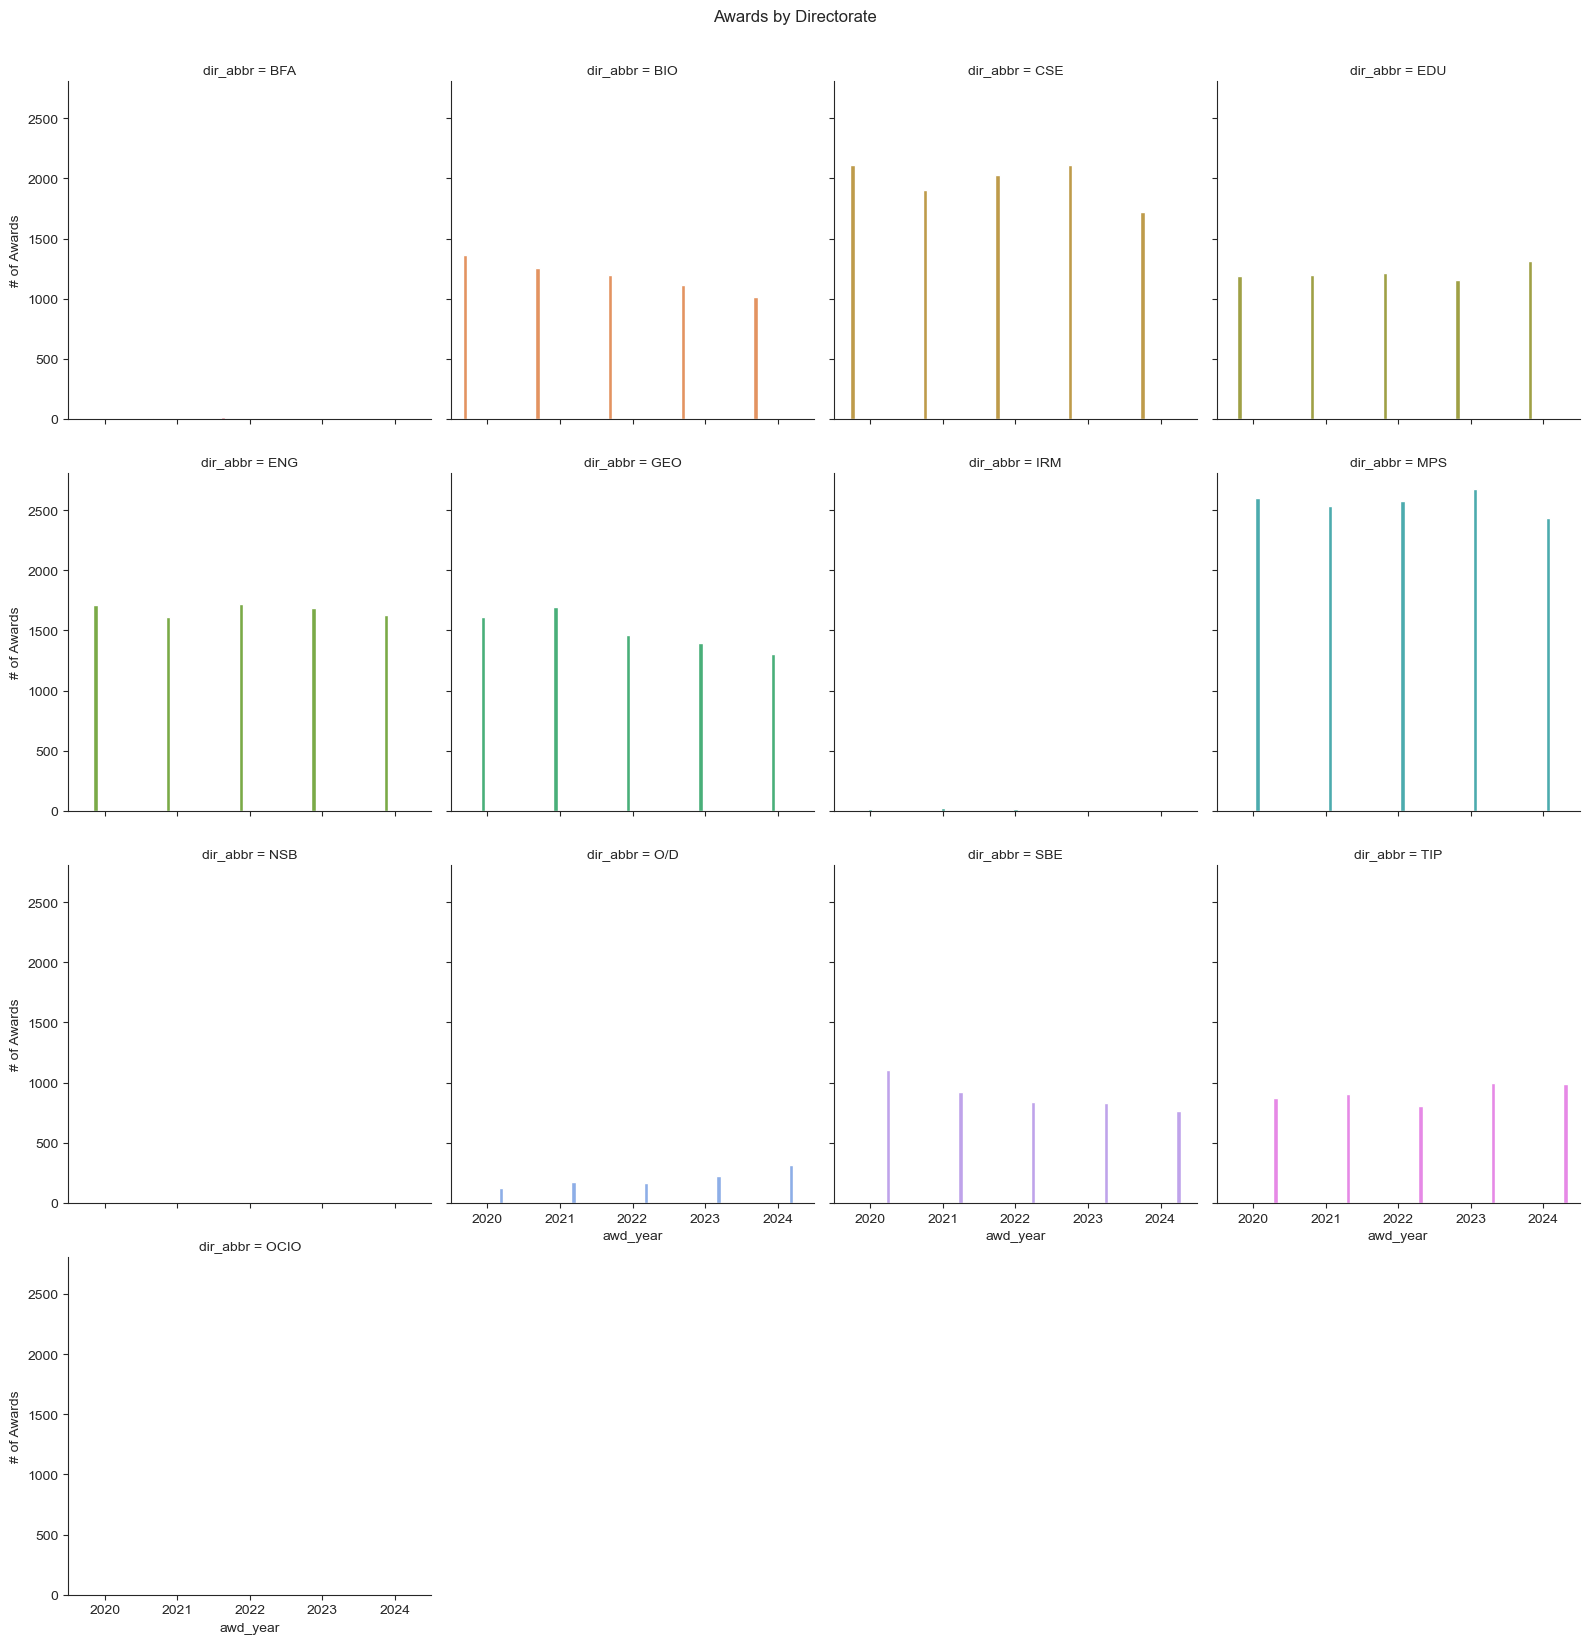 Awards by Directorate
dir_abbr = BFA
dir_abbr = BIO
dir_abbr = CSE
dir_abbr = EDU
2500
2000
1500
1000
500
0
# of Awards
dir_abbr = ENG
dir_abbr = GEO
dir_abbr = IRM
dir_abbr = MPS
2500
2000
1500
1000
500
0
# of Awards
dir_abbr = NSB
dir_abbr = O/D
dir_abbr = SBE
dir_abbr = TIP
2500
2000
1500
1000
500
0
# of Awards
2020 2021 2022 2023 2024
awd_year
2020 2021 2022 2023 2024
awd_year
2020 2021 2022 2023 2024
awd_year
dir_abbr = OCIO
2500
2000
1500
1000
500
0
# of Awards
2020 2021 2022 2023 2024
awd_year